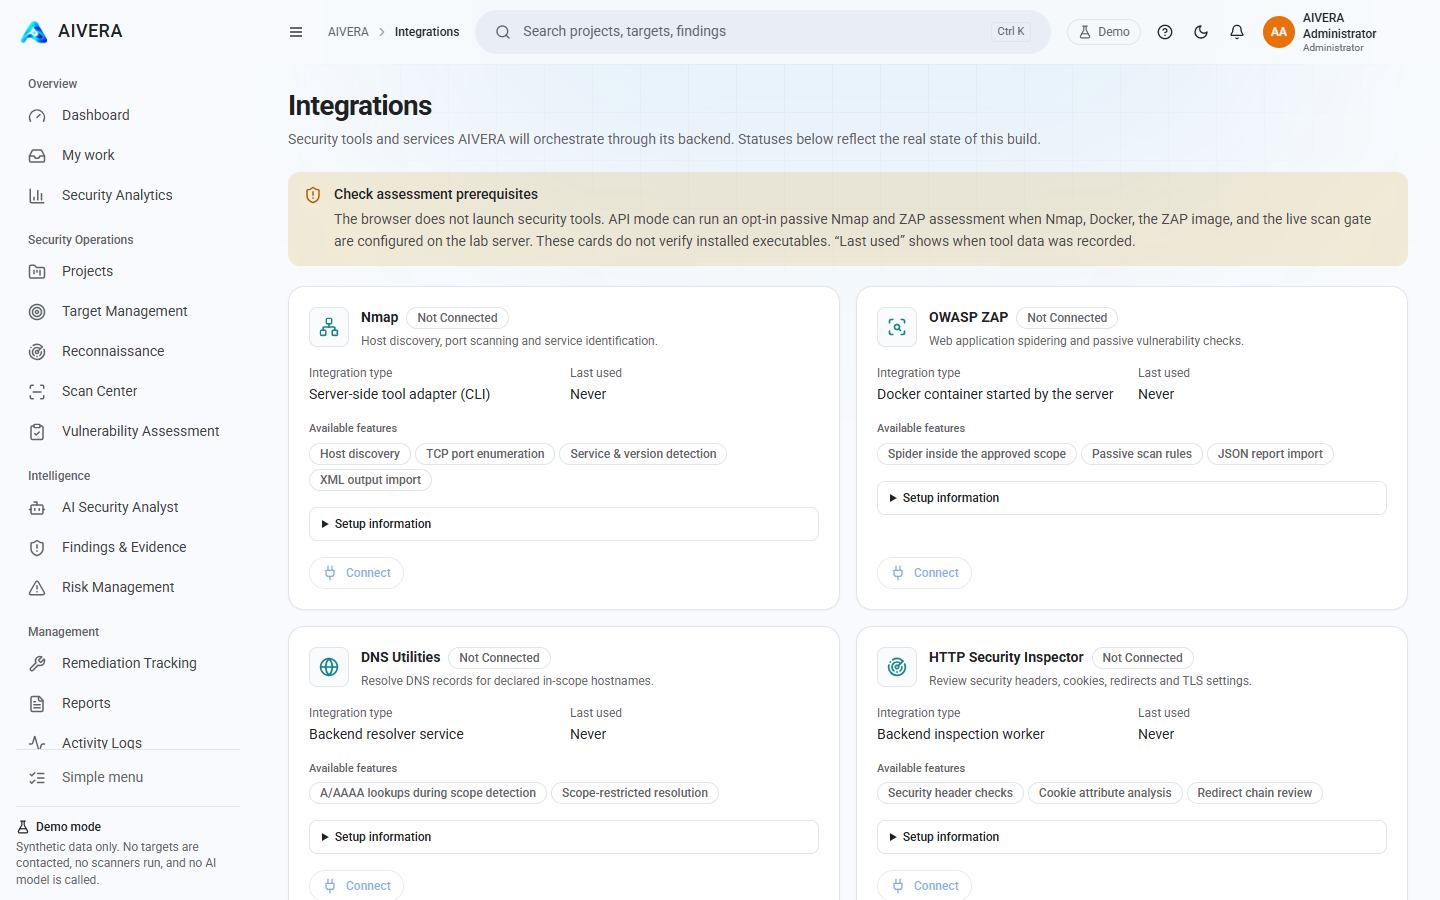 AIVERA
AIVERA > Integrations
Search projects, targets, findings
Ctrl K
Demo
AA
AIVERA
Administrator
Administrator
Overview
Dashboard
My work
Security Analytics
Security Operations
Projects
Target Management
Reconnaissance
Scan Center
Vulnerability Assessment
Intelligence
AI Security Analyst
Findings & Evidence
Risk Management
Management
Remediation Tracking
Reports
Activity Logs
Simple menu
Demo mode
Synthetic data only. No targets are
contacted, no scanners run, and no AI
model is called.
Integrations
Security tools and services AIVERA will orchestrate through its backend. Statuses below reflect the real state of this build.
Check assessment prerequisites
The browser does not launch security tools. API mode can run an opt-in passive Nmap and ZAP assessment when Nmap, Docker, the ZAP image, and the live scan gate
are configured on the lab server. These cards do not verify installed executables. “Last used” shows when tool data was recorded.
Nmap Not Connected
Host discovery, port scanning and service identification.
Integration type Last used
Server-side tool adapter (CLI) Never
Available features
Host discovery TCP port enumeration Service & version detection
XML output import
Setup information
Connect
OWASP ZAP Not Connected
Web application spidering and passive vulnerability checks.
Integration type Last used
Docker container started by the server Never
Available features
Spider inside the approved scope Passive scan rules JSON report import
Setup information
Connect
DNS Utilities Not Connected
Resolve DNS records for declared in-scope hostnames.
Integration type Last used
Backend resolver service Never
Available features
A/AAAA lookups during scope detection Scope-restricted resolution
Setup information
Connect
HTTP Security Inspector Not Connected
Review security headers, cookies, redirects and TLS settings.
Integration type Last used
Backend inspection worker Never
Available features
Security header checks Cookie attribute analysis Redirect chain review
Setup information
Connect